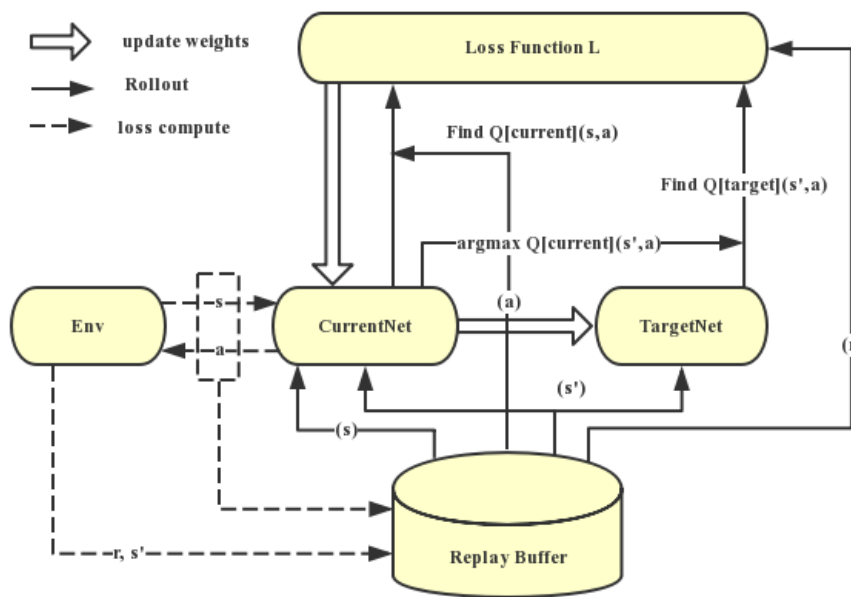 update weights
Loss Function L
Rollout
loss compute
Find Q[current](s,a)
Find Q[target](s',a)
argmax Q[current](s',a)
s
(a)
Env
CurrentNet
TargetNet
a
(s')
(s)
Replay Buffer
r, s'